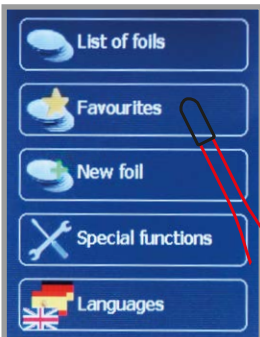 List of foils
Favourites
New foil
Special functions
Languages